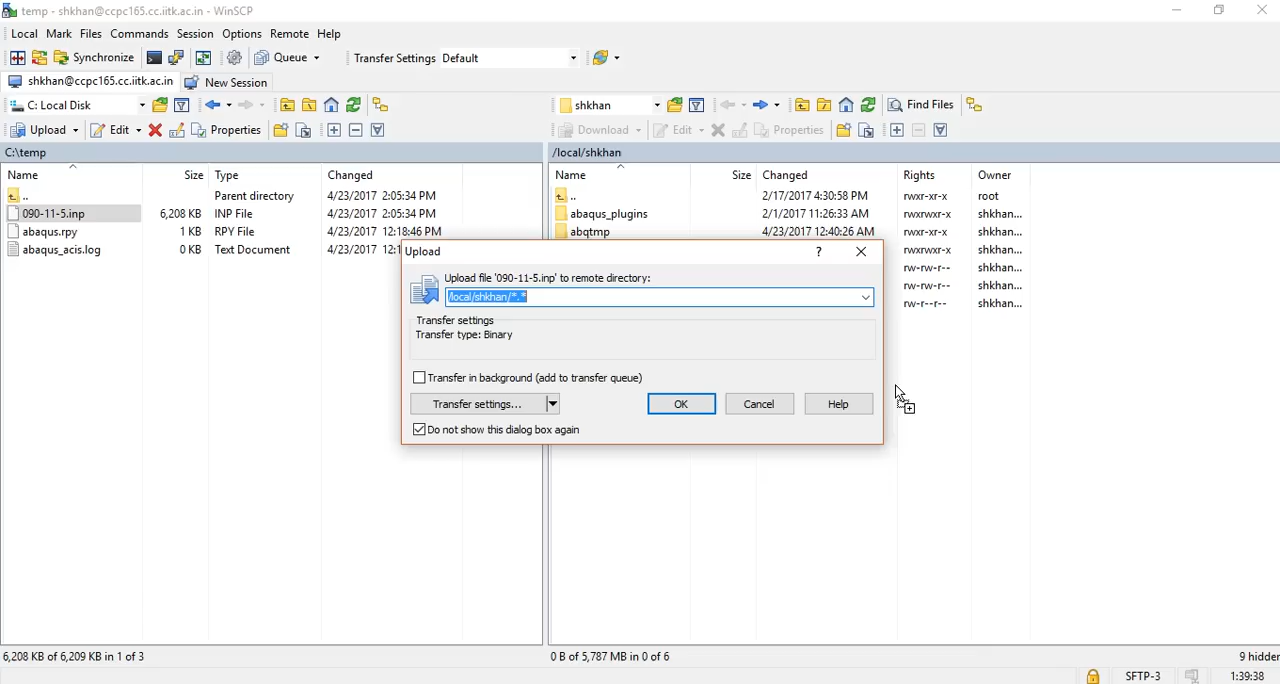 temp - shkhan@ccpc165.cc.iitk.ac.in - WinSCP
Local Mark Files Commands Session Options Remote Help
Synchronize Queue Transfer Settings Default
shkhan@ccpc165.cc.iitk.ac.in New Session
C: Local Disk shkhan Find Files
Upload Edit Properties Download Edit Properties
C:\temp /local/shkhan
Name Size Type Changed Name Size Changed Rights Owner
.. Parent directory 4/23/2017 2:05:34 PM .. 2/17/2017 4:30:58 PM rwxr-xr-x root
090-11-5.inp 6,208 KB INP File 4/23/2017 2:05:34 PM abaqus_plugins 2/1/2017 11:26:33 AM rwxrwxr-x shkhan...
abaqus.rpy 1 KB RPY File 4/23/2017 12:18:46 PM abqtmp 4/23/2017 12:40:26 AM rwxr-xr-x shkhan...
abaqus_acis.log 0 KB Text Document 4/23/2017 12:1 rwxrwxr-x shkhan...
rw-rw-r-- shkhan...
rw-rw-r-- shkhan...
rw-r--r-- shkhan...
Upload ?
Upload file '090-11-5.inp' to remote directory:
/local/shkhan/*.*
Transfer settings
Transfer type: Binary
Transfer in background (add to transfer queue)
Transfer settings... OK Cancel Help
Do not show this dialog box again
6,208 KB of 6,209 KB in 1 of 3 0 B of 5,787 MB in 0 of 6 9 hidden
SFTP-3 1:39:38